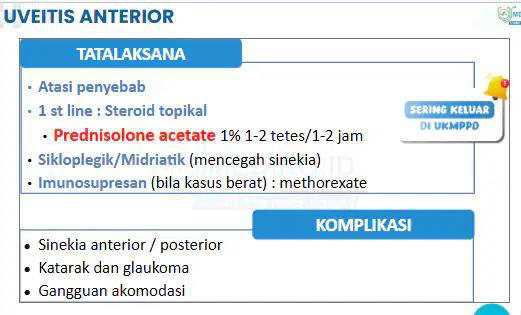 UVEITIS ANTERIOR
TATALAKSANA
• Atasi penyebab
• 1 st line : Steroid topikal
• Prednisolone acetate 1% 1-2 tetes/1-2 jam
• Sikloplegik/Midriatik (mencegah sinekia)
• Imunosupresan (bila kasus berat) : methorexate
SERING KELUAR
DI UKMPPD
KOMPLIKASI
• Sinekia anterior / posterior
• Katarak dan glaukoma
• Gangguan akomodasi